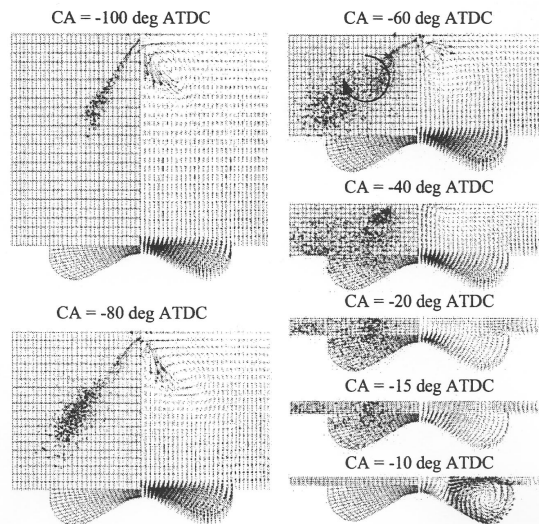 CA = -100 deg ATDC
CA = -80 deg ATDC
CA = -60 deg ATDC
CA = -40 deg ATDC
CA = -20 deg ATDC
CA = -15 deg ATDC
CA = -10 deg ATDC